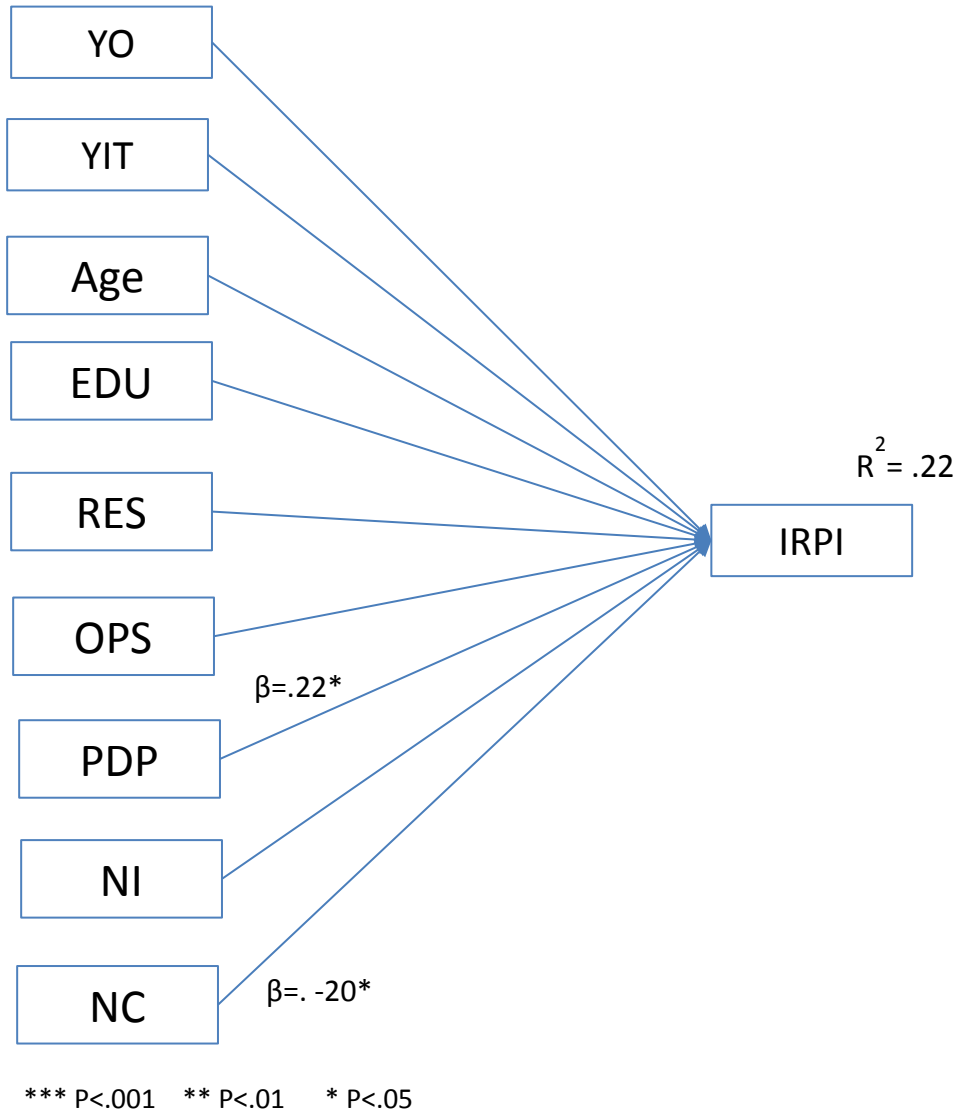 YO
YIT
Age
EDU
RES
OPS
PDP
NI
NC
β=.22*
β=. -20*
R2= .22
IRPI
*** P<.001 ** P<.01 * P<.05